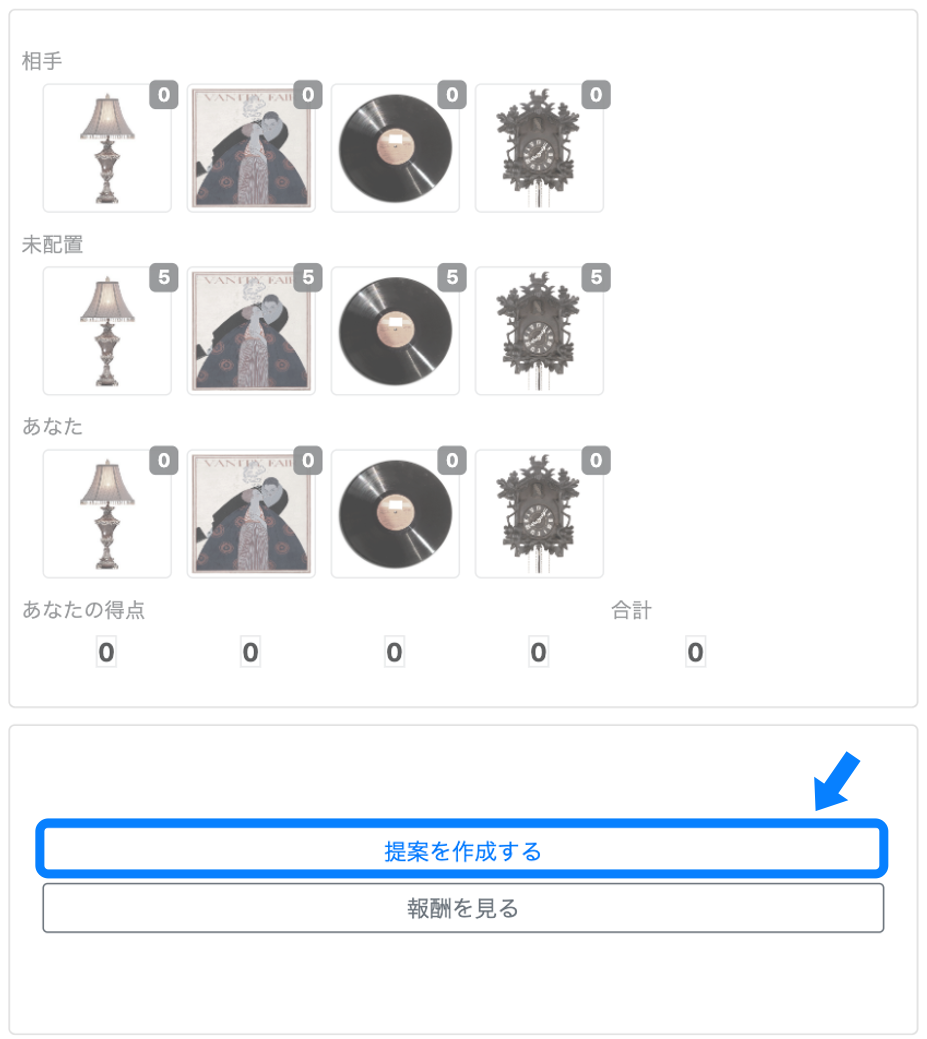 相手
0 0 0 0
VANITY FAIR
未配置
5 5 5 5
VANITY FAIR
あなた
0 0 0 0
VANITY FAIR
あなたの得点 合計
0 0 0 0 0
提案を作成する
報酬を見る